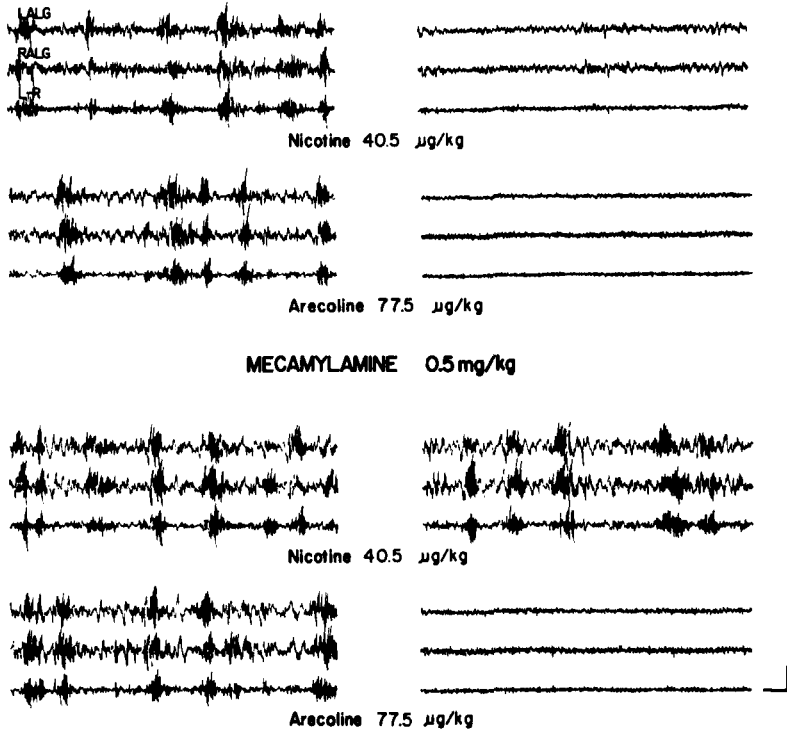 LALG
RALG
L-R
Nicotine 40.5 µg/kg
Arecoline 77.5 µg/kg
MECAMYLAMINE 0.5 mg/kg
Nicotine 40.5 µg/kg
Arecoline 77.5 µg/kg